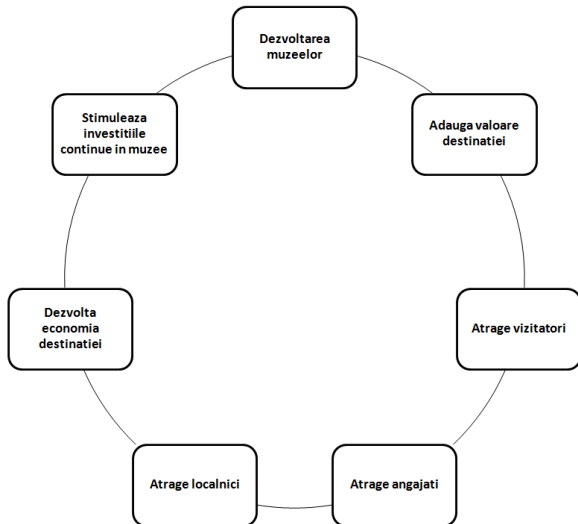 Dezvoltarea
muzeelor
Adauga valoare
destinatiei
Atrage vizitatori
Atrage angajati
Atrage localnici
Dezvolta
economia
destinatiei
Stimuleaza
investitiile
continue in muzee